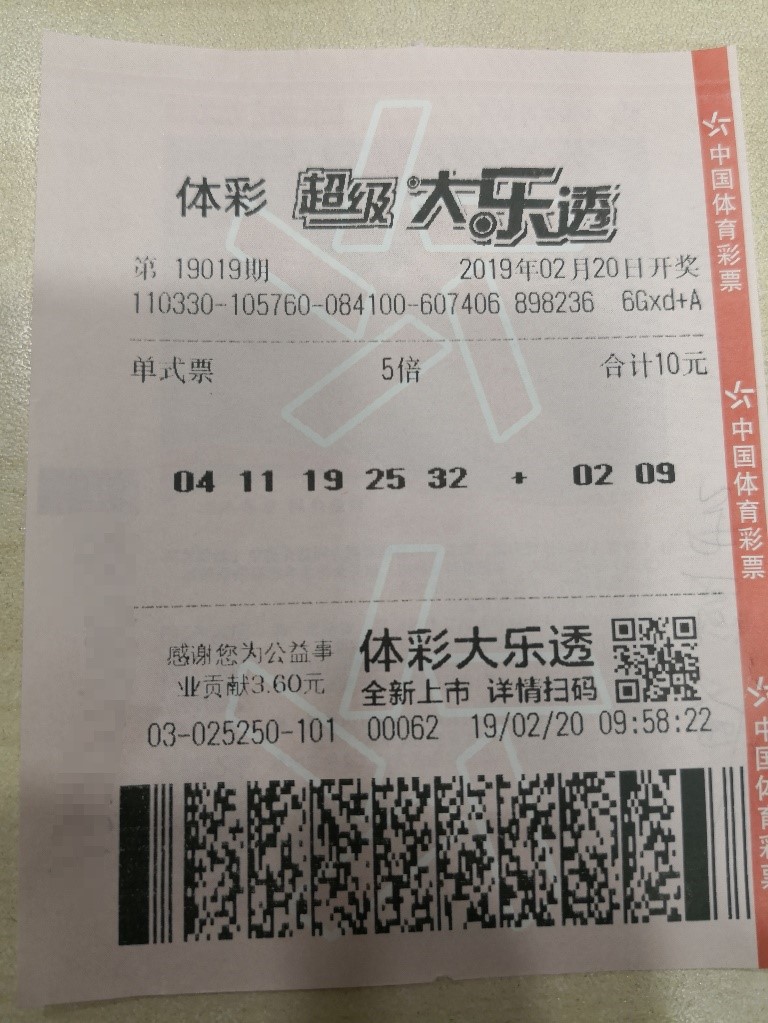 体彩 超级大乐透
第 19019期 2019年02月20日开奖
110330-105760-084100-607406 898236 6Gxd+A
单式票 5倍 合计10元
04 11 19 25 32 + 02 09
感谢您为公益事
业贡献3.60元
体彩大乐透
全新上市 详情扫码
03-025250-101 00062 19/02/20 09:58:22
中国体育彩票
中国体育彩票
中国体育彩票